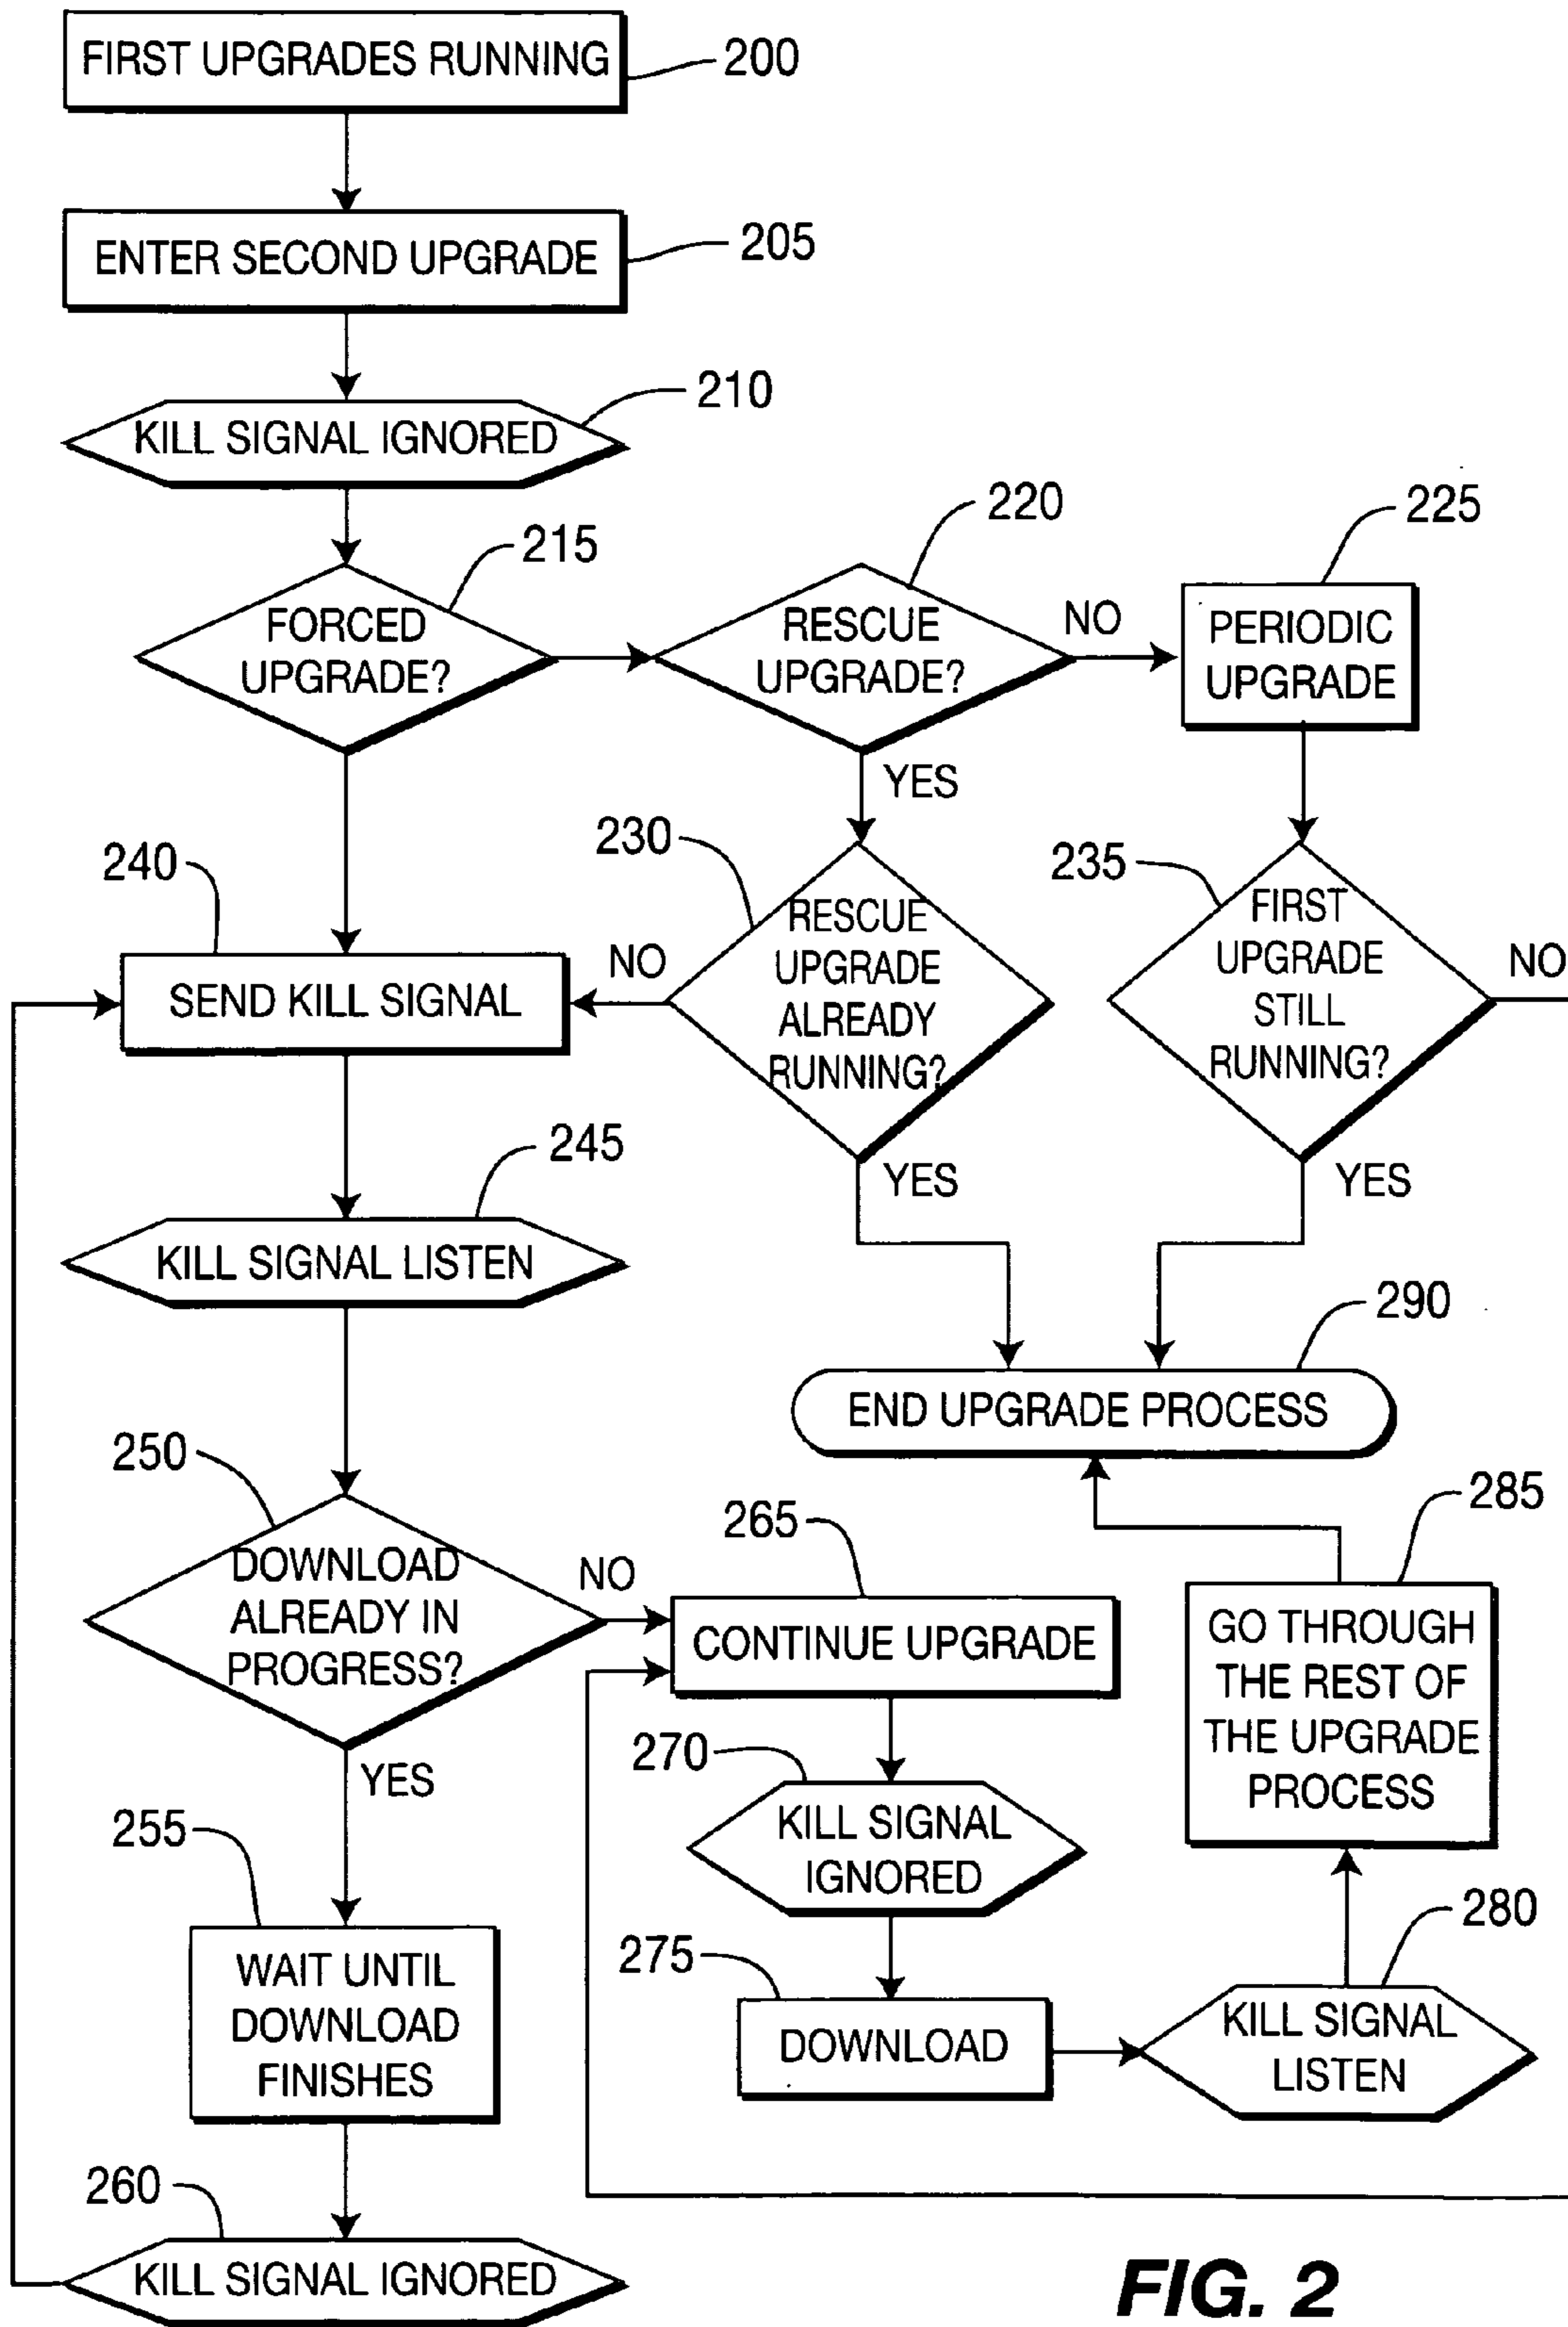 FIRST UPGRADES RUNNING
200
ENTER SECOND UPGRADE
205
KILL SIGNAL IGNORED
210
FORCED
UPGRADE?
215
RESCUE
UPGRADE?
220
NO
PERIODIC
UPGRADE
225
YES
240
SEND KILL SIGNAL
NO
230
RESCUE
UPGRADE
ALREADY
RUNNING?
YES
235
FIRST
UPGRADE
STILL
RUNNING?
NO
YES
245
KILL SIGNAL LISTEN
290
END UPGRADE PROCESS
250
DOWNLOAD
ALREADY IN
PROGRESS?
NO
YES
265
CONTINUE UPGRADE
285
GO THROUGH
THE REST OF
THE UPGRADE
PROCESS
270
KILL SIGNAL
IGNORED
255
WAIT UNTIL
DOWNLOAD
FINISHES
275
DOWNLOAD
280
KILL SIGNAL
LISTEN
260
KILL SIGNAL IGNORED
FIG. 2